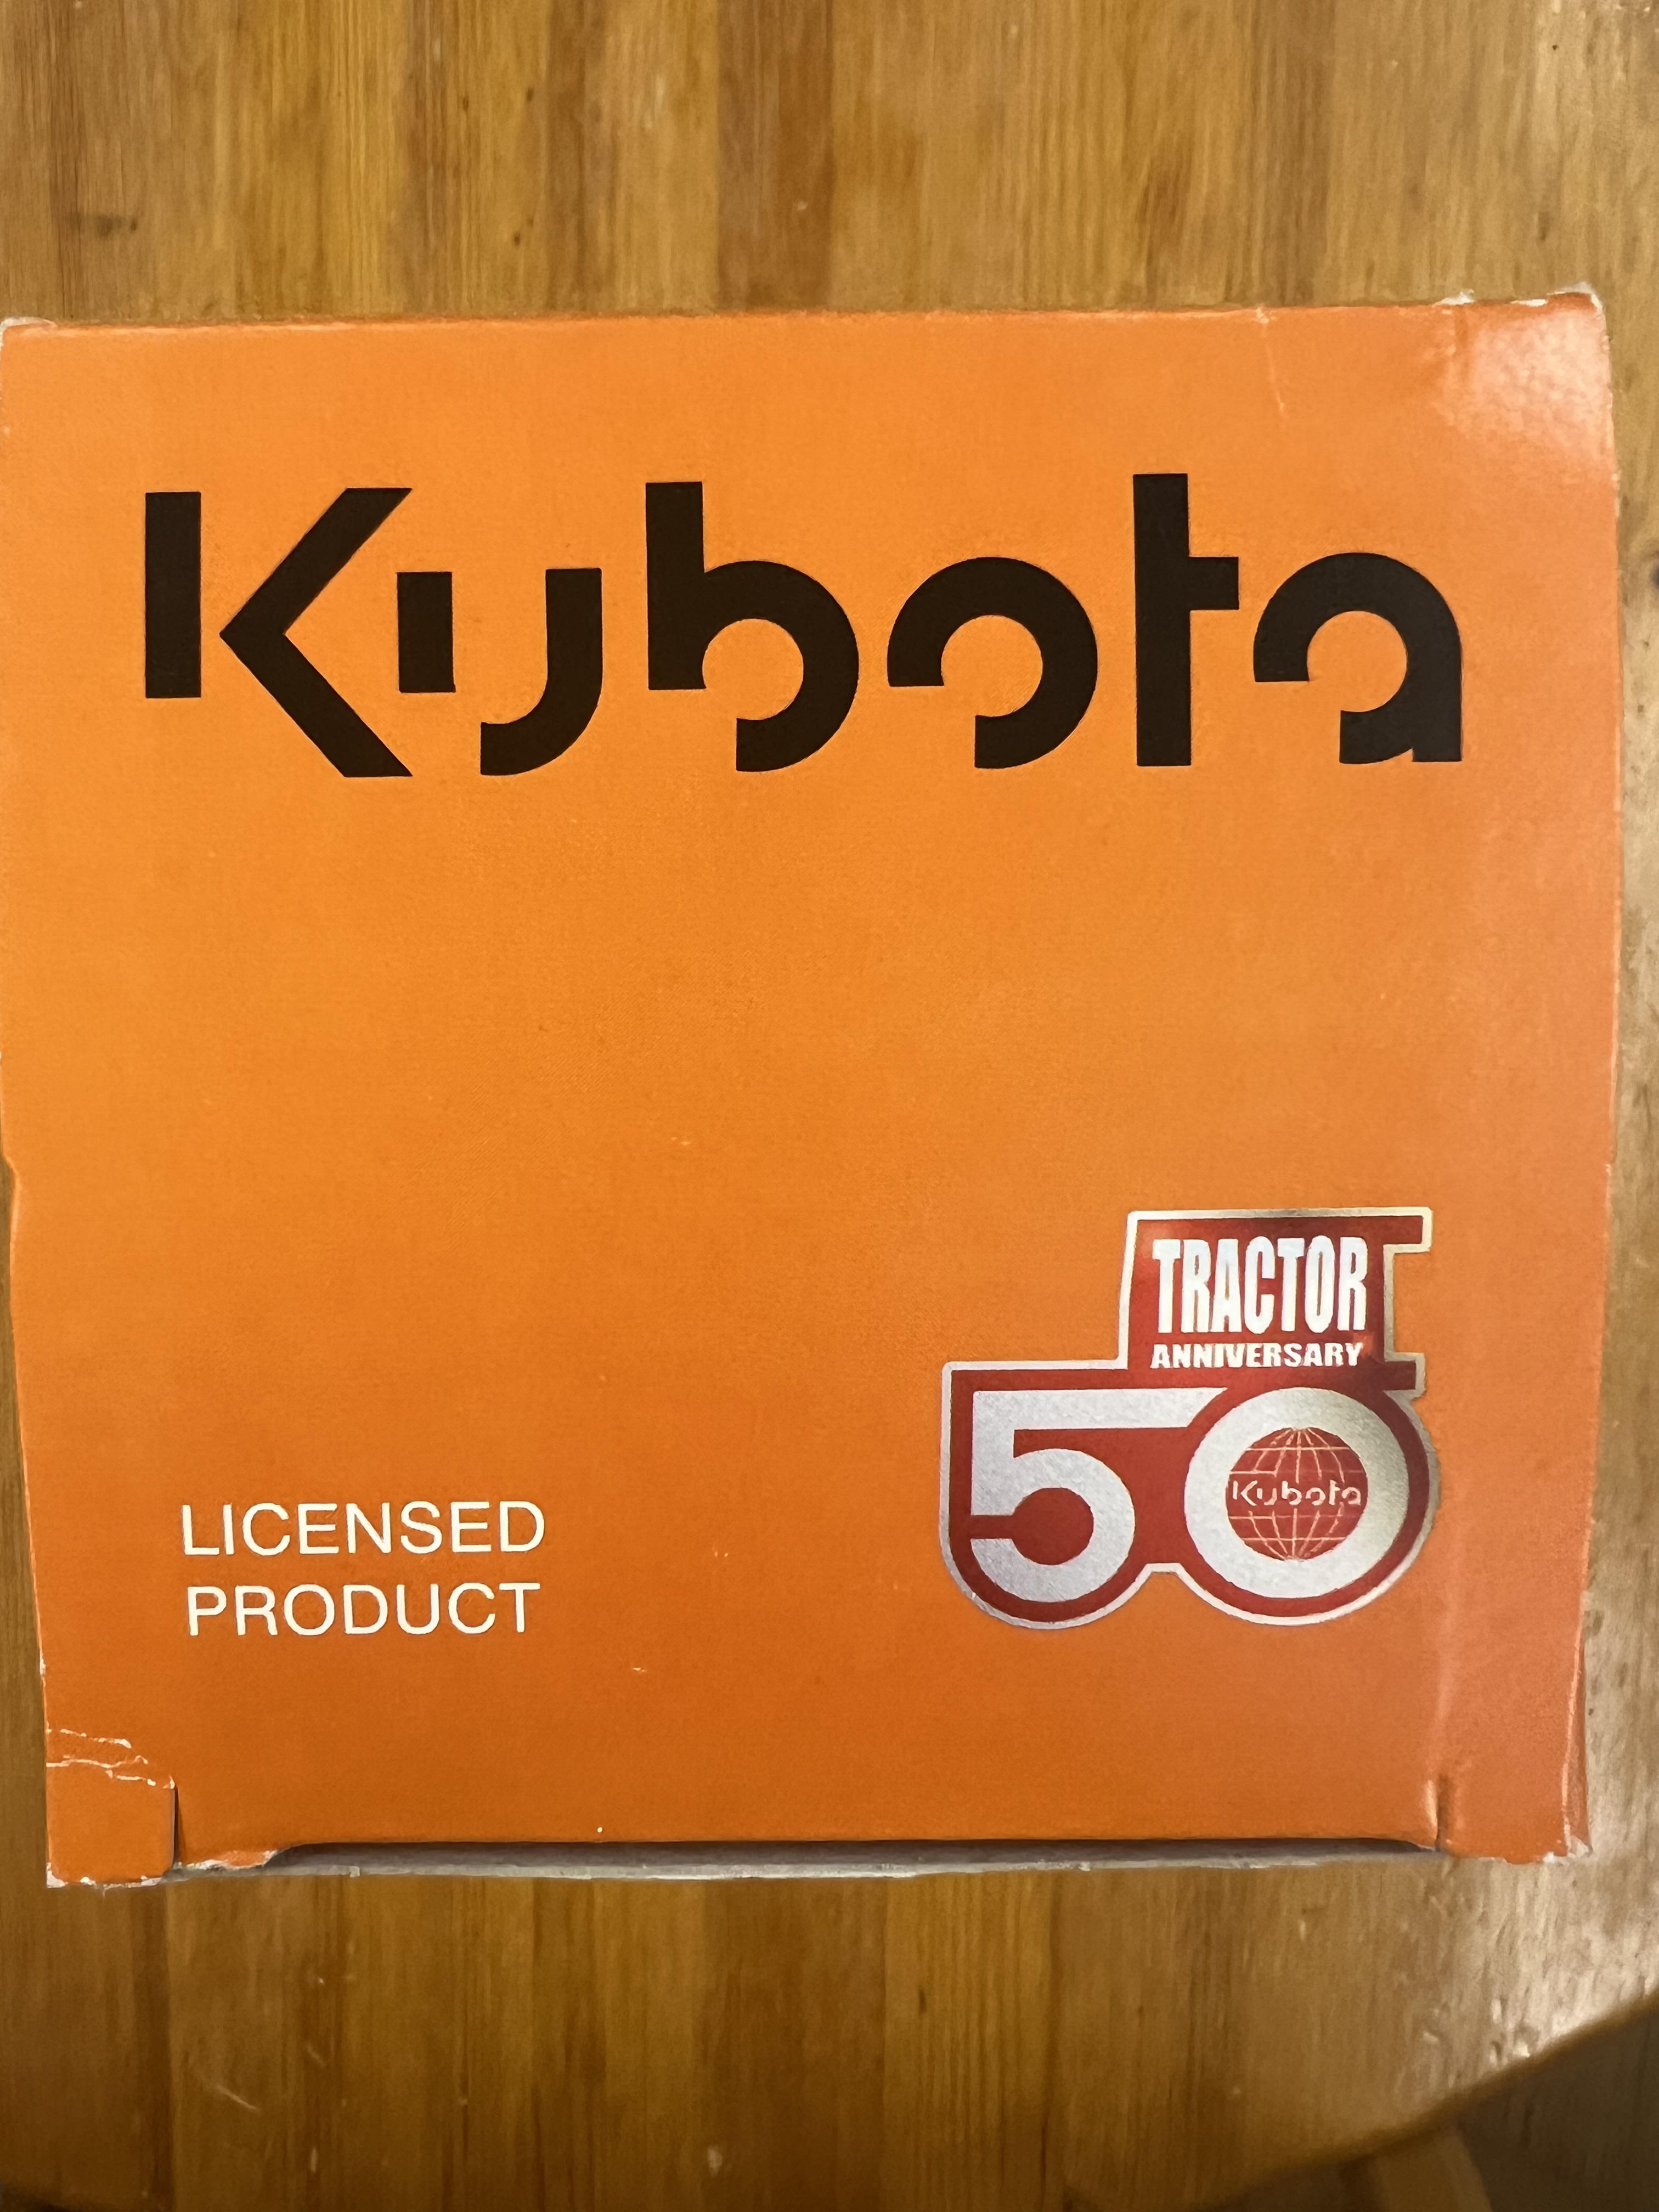 Kubota
TRACTOR
ANNIVERSARY
50
Kubota
LICENSED
PRODUCT